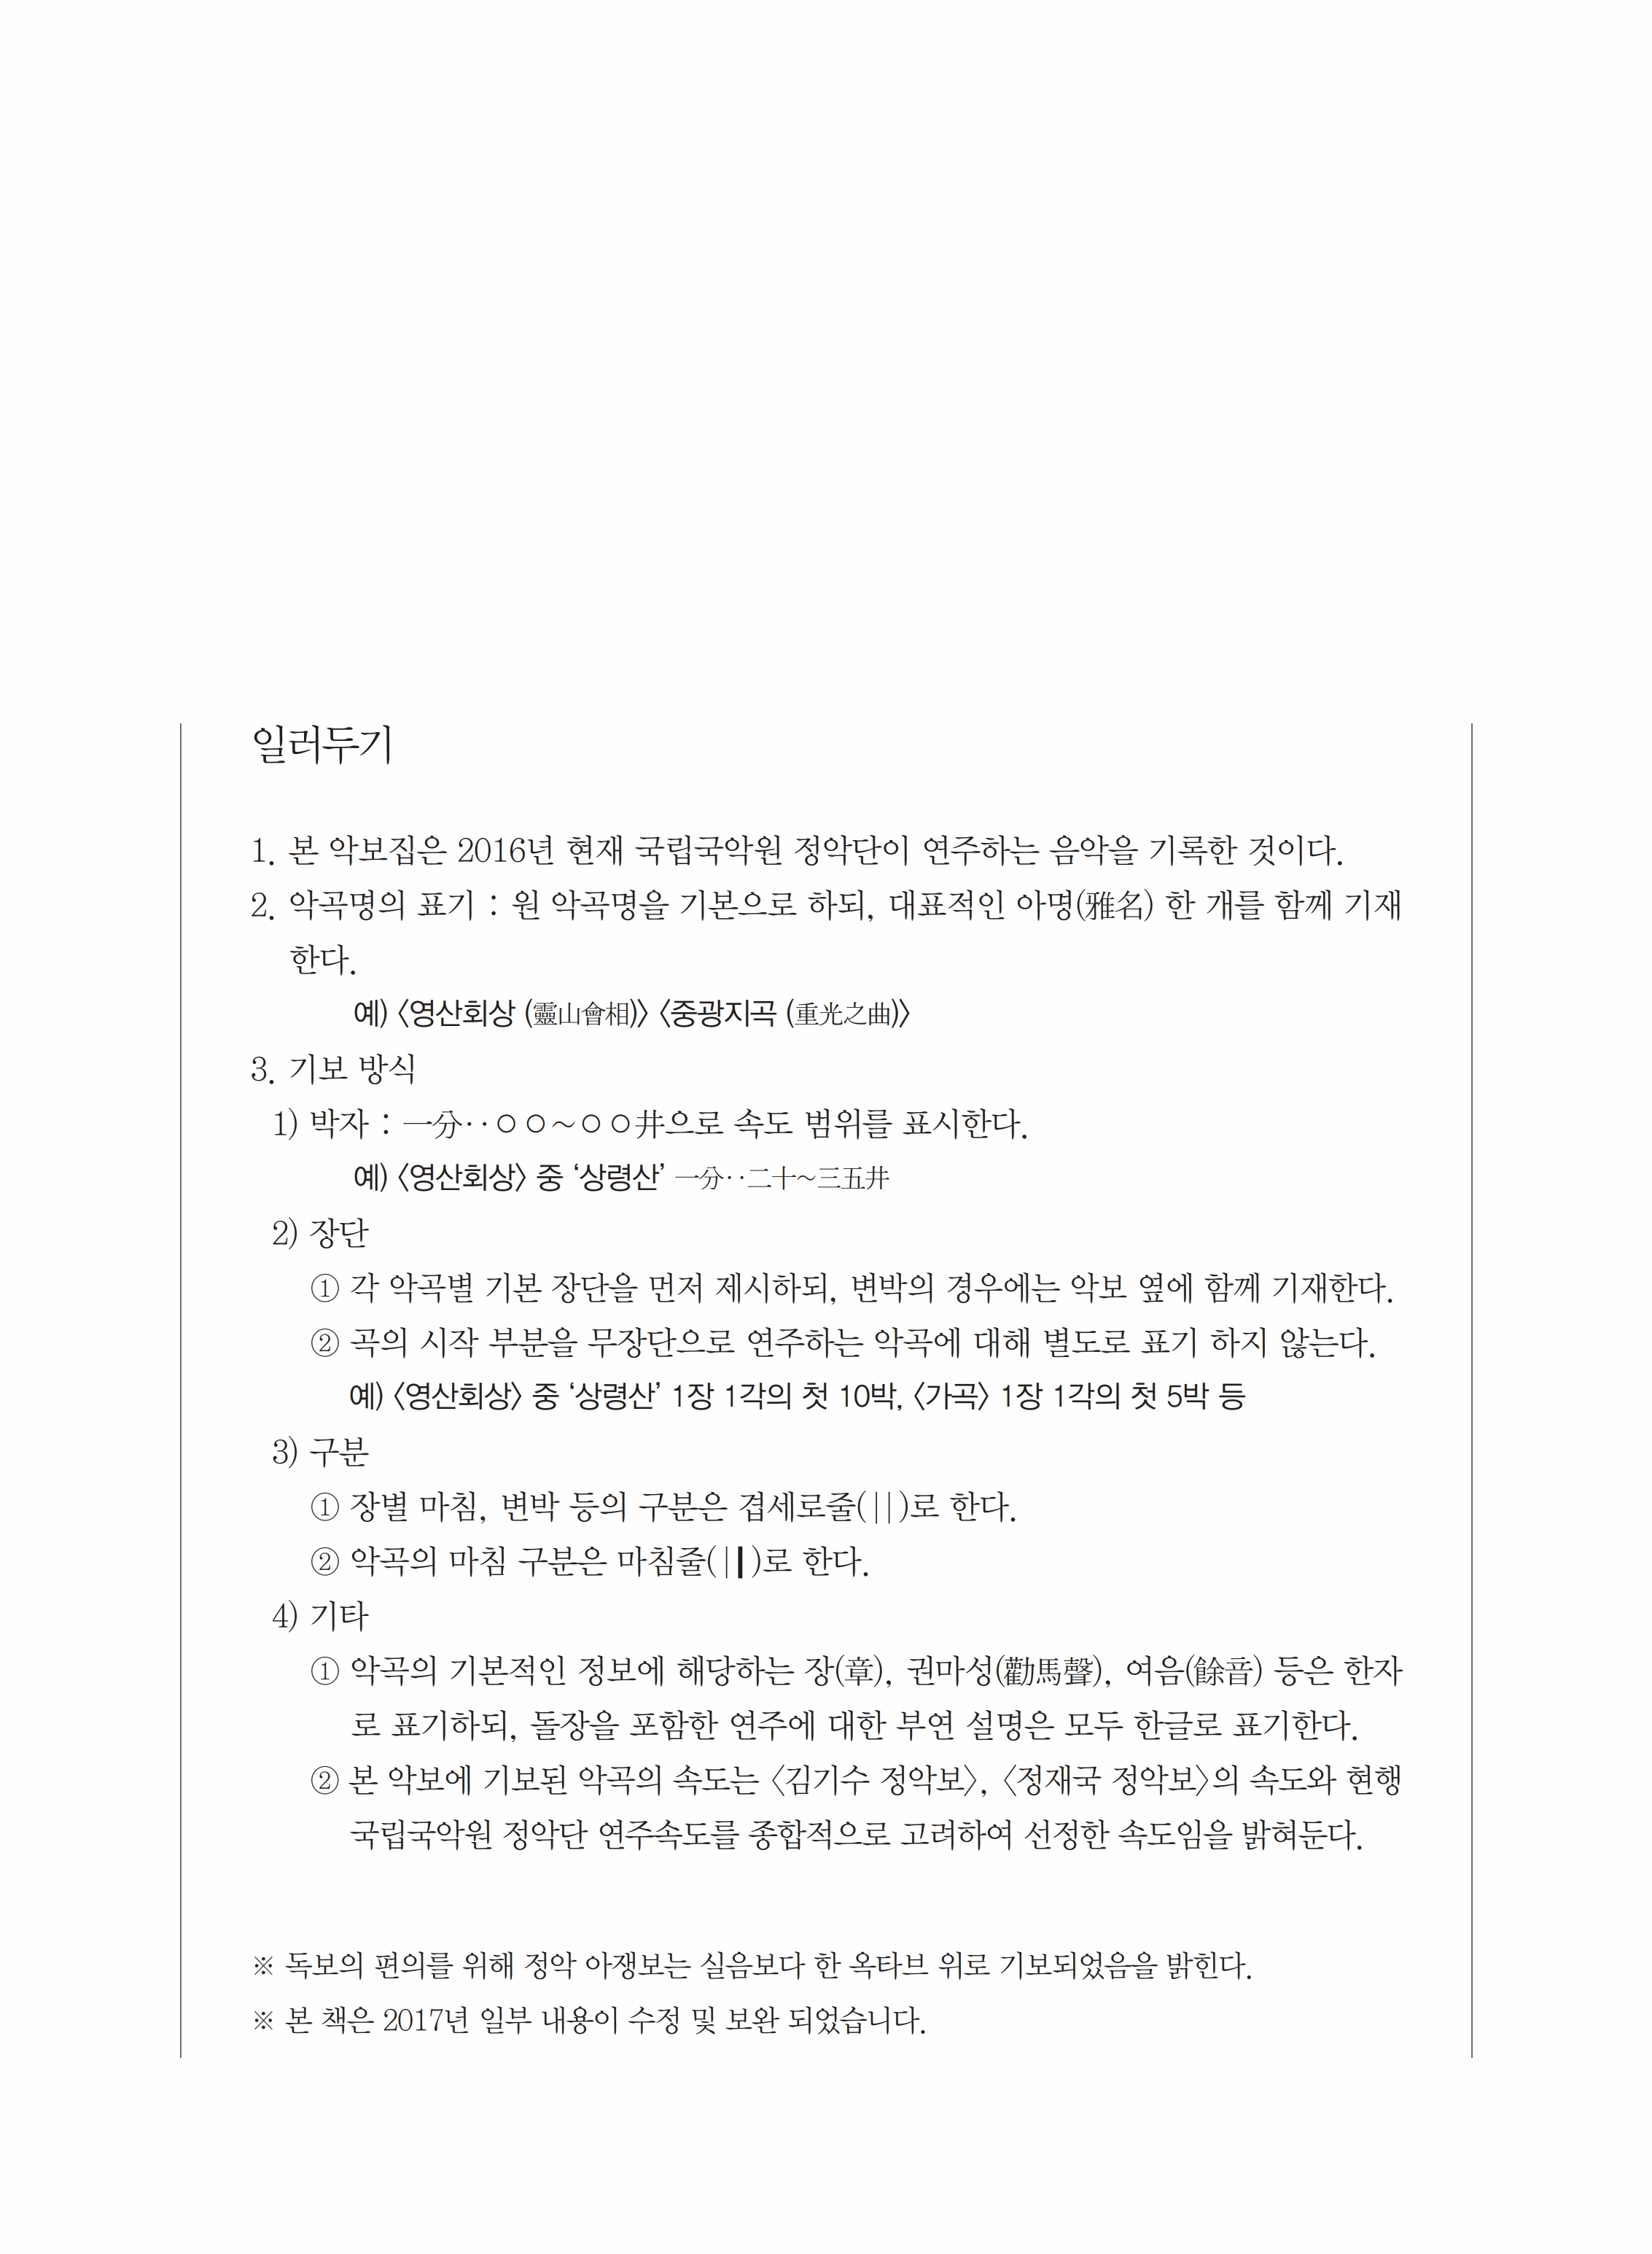 일러두기
1. 본 악보집은 2016년 현재 국립국악원 정악단이 연주하는 음악을 기록한 것이다.
2. 악곡명의 표기 : 원 악곡명을 기본으로 하되, 대표적인 아명(雅名) 한 개를 함께 기재
한다.
예) 〈영산회상 (靈山會相)〉 〈중광지곡 (重光之曲)〉
3. 기보 방식
1) 박자 : 一分‥○○～○○井으로 속도 범위를 표시한다.
예) 〈영산회상〉 중 ‘상령산’ 一分‥二十～三五井
2) 장단
① 각 악곡별 기본 장단을 먼저 제시하되, 변박의 경우에는 악보 옆에 함께 기재한다.
② 곡의 시작 부분을 무장단으로 연주하는 악곡에 대해 별도로 표기 하지 않는다.
예) 〈영산회상〉 중 ‘상령산’ 1장 1각의 첫 10박, 〈가곡〉 1장 1각의 첫 5박 등
3) 구분
① 장별 마침, 변박 등의 구분은 겹세로줄(||)로 한다.
② 악곡의 마침 구분은 마침줄(|┃)로 한다.
4) 기타
① 악곡의 기본적인 정보에 해당하는 장(章), 권마성(勸馬聲), 여음(餘音) 등은 한자
로 표기하되, 돌장을 포함한 연주에 대한 부연 설명은 모두 한글로 표기한다.
② 본 악보에 기보된 악곡의 속도는 〈김기수 정악보〉, 〈정재국 정악보〉의 속도와 현행
국립국악원 정악단 연주속도를 종합적으로 고려하여 선정한 속도임을 밝혀둔다.
※ 독보의 편의를 위해 정악 아쟁보는 실음보다 한 옥타브 위로 기보되었음을 밝힌다.
※ 본 책은 2017년 일부 내용이 수정 및 보완 되었습니다.